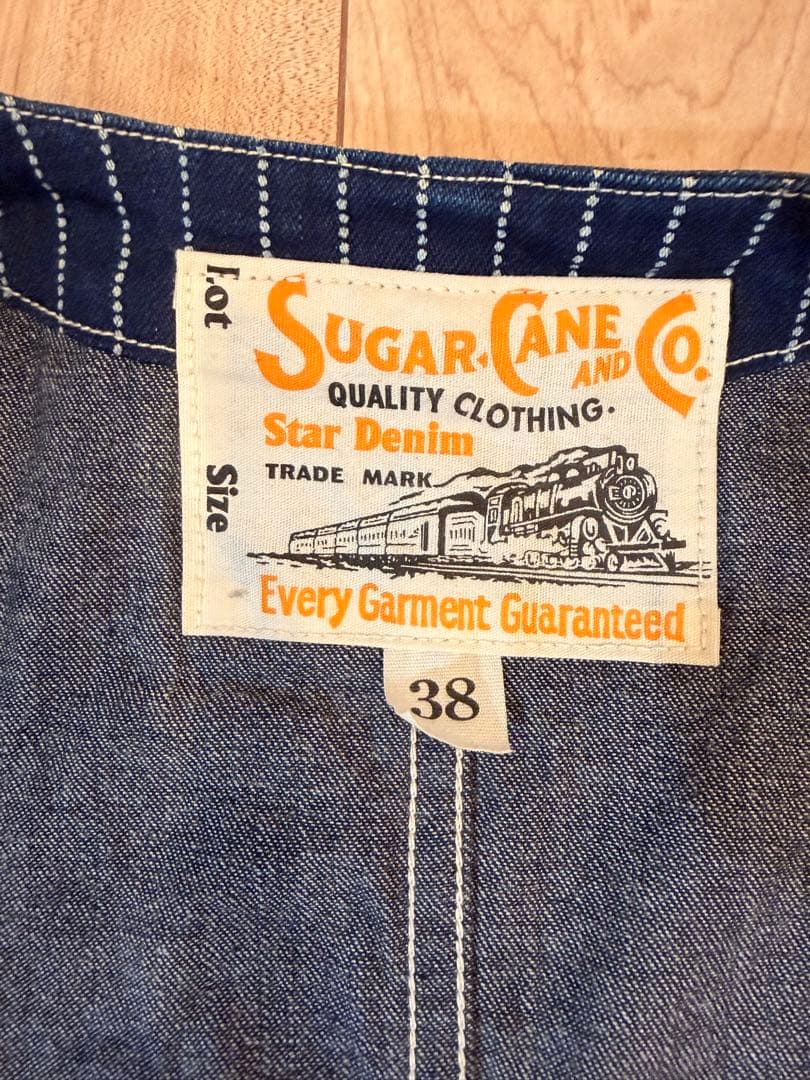 Lot
Size
SUGAR CANE AND CO.
QUALITY CLOTHING.
Star Denim
TRADE MARK
Every Garment Guaranteed
38